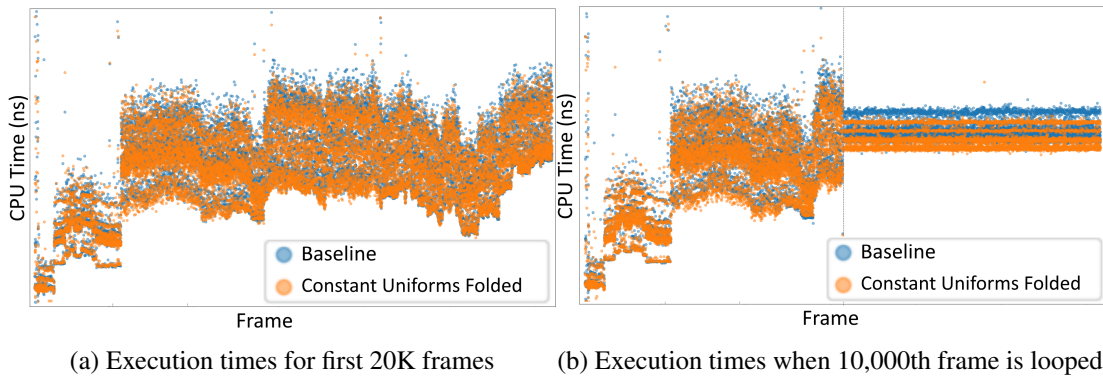 CPU Time (ns)
Baseline
Constant Uniforms Folded
Frame
(a) Execution times for first 20K frames
CPU Time (ns)
Baseline
Constant Uniforms Folded
Frame
(b) Execution times when 10,000th frame is looped